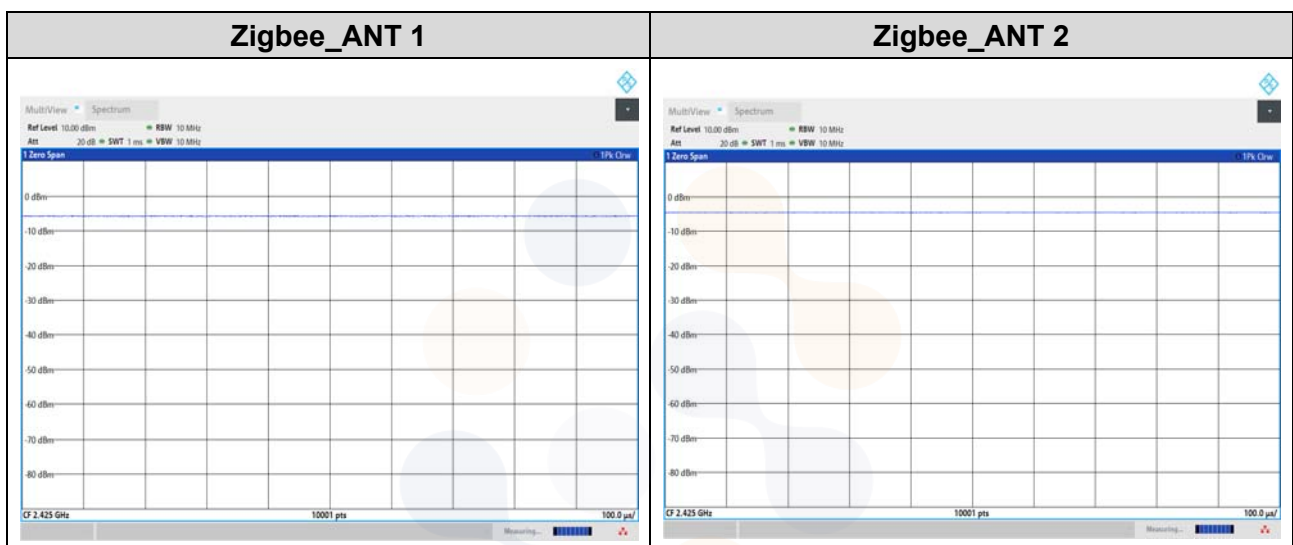 Zigbee_ANT 1
MultiView Spectrum
Ref Level 10.00 dBm RBW 10 MHz
Att 20 dB SWT 1 ms VBW 10 MHz
1 Zero Span 1Pk Clrw
0 dBm
-10 dBm
-20 dBm
-30 dBm
-40 dBm
-50 dBm
-60 dBm
-70 dBm
-80 dBm
CF 2.425 GHz 10001 pts 100.0 µs/
Measuring...
Zigbee_ANT 2
MultiView Spectrum
Ref Level 10.00 dBm RBW 10 MHz
Att 20 dB SWT 1 ms VBW 10 MHz
1 Zero Span 1Pk Clrw
0 dBm
-10 dBm
-20 dBm
-30 dBm
-40 dBm
-50 dBm
-60 dBm
-70 dBm
-80 dBm
CF 2.425 GHz 10001 pts 100.0 µs/
Measuring...